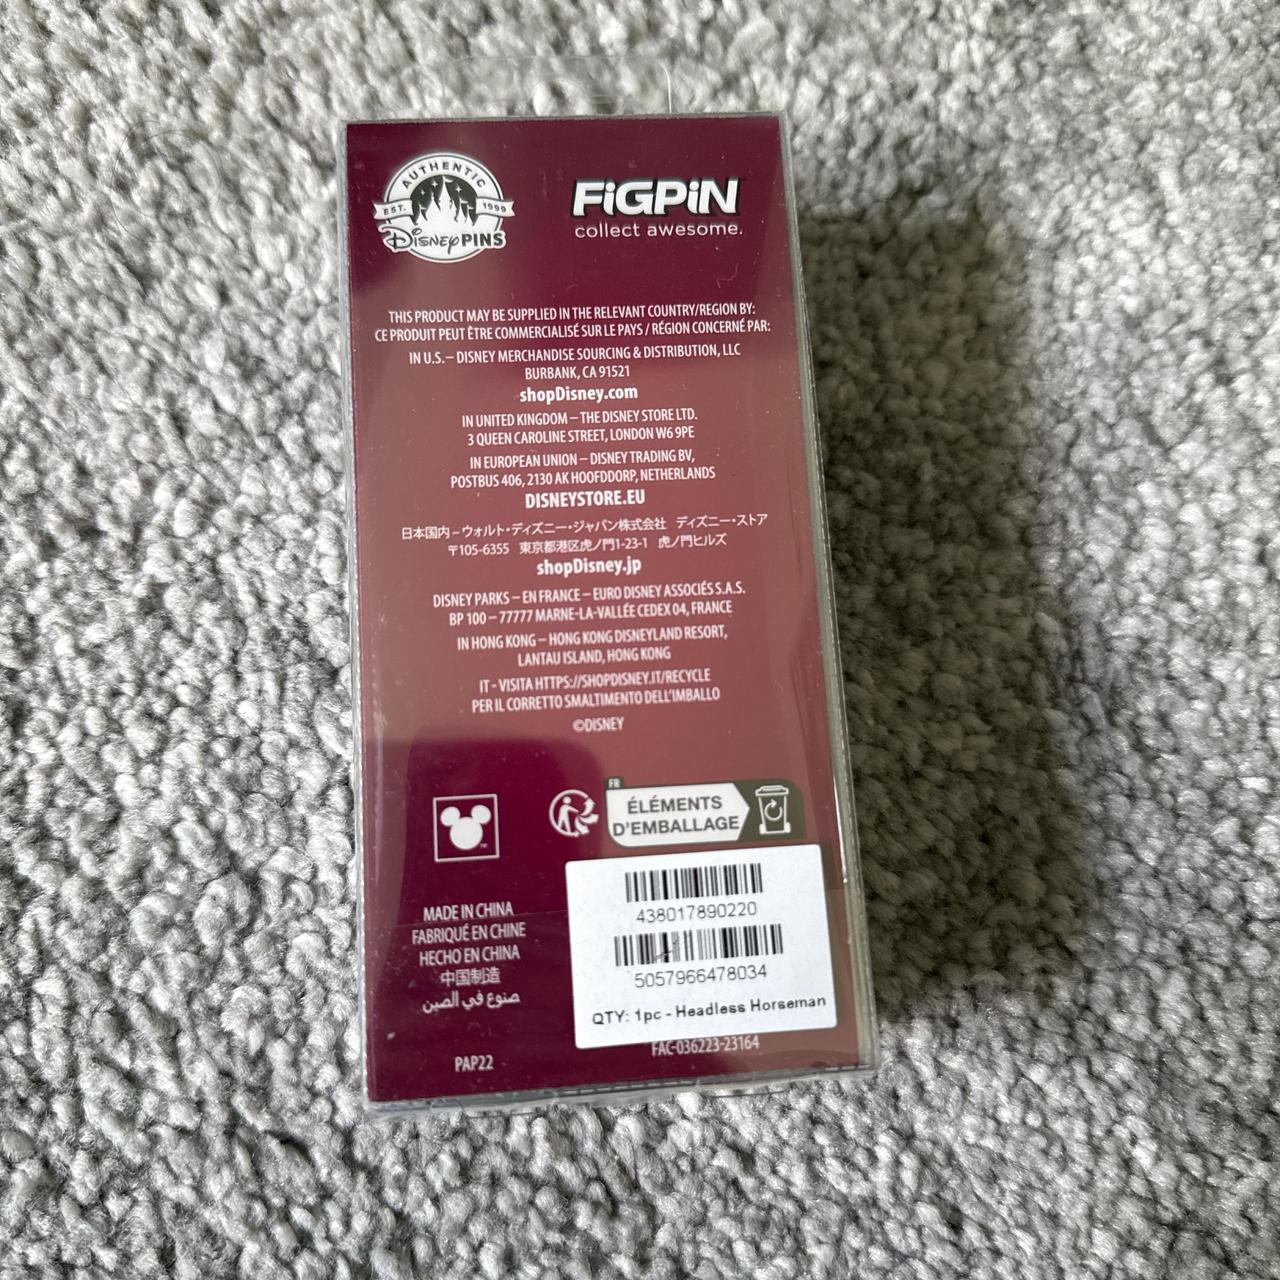 AUTHENTIC
EST. 1999
Disney PINS
FiGPiN
collect awesome.
THIS PRODUCT MAY BE SUPPLIED IN THE RELEVANT COUNTRY/REGION BY:
CE PRODUIT PEUT ÊTRE COMMERCIALISÉ SUR LE PAYS / RÉGION CONCERNÉ PAR:
IN U.S. – DISNEY MERCHANDISE SOURCING & DISTRIBUTION, LLC
BURBANK, CA 91521
shopDisney.com
IN UNITED KINGDOM – THE DISNEY STORE LTD.
3 QUEEN CAROLINE STREET, LONDON W6 9PE
IN EUROPEAN UNION – DISNEY TRADING BV,
POSTBUS 406, 2130 AK HOOFDDORP, NETHERLANDS
DISNEYSTORE.EU
日本国内 – ウォルト・ディズニー・ジャパン株式会社 ディズニー・ストア
〒105-6355 東京都港区虎ノ門1-23-1 虎ノ門ヒルズ
shopDisney.jp
DISNEY PARKS – EN FRANCE – EURO DISNEY ASSOCIÉS S.A.S.
BP 100 – 77777 MARNE-LA-VALLÉE CEDEX 04, FRANCE
IN HONG KONG – HONG KONG DISNEYLAND RESORT,
LANTAU ISLAND, HONG KONG
IT - VISITA HTTPS://SHOPDISNEY.IT/RECYCLE
PER IL CORRETTO SMALTIMENTO DELL'IMBALLO
©DISNEY
TM
FR
ÉLÉMENTS
D'EMBALLAGE
MADE IN CHINA
FABRIQUÉ EN CHINE
HECHO EN CHINA
中国制造
صنوع في الصين
PAP22
438017890220
5057966478034
QTY: 1pc - Headless Horseman
FAC-036223-23164